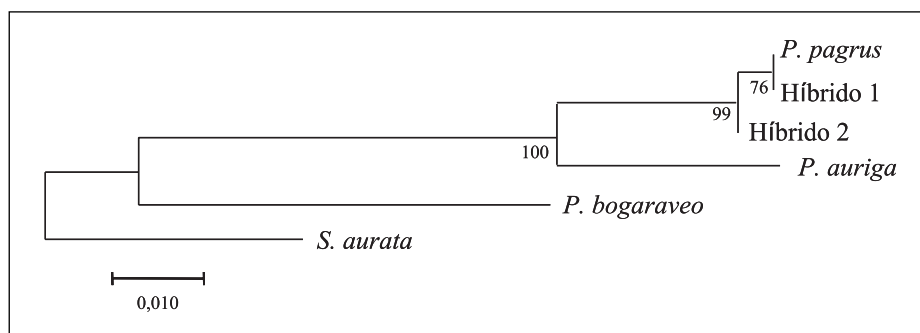 P. pagrus
76
Híbrido 1
99
Híbrido 2
100
P. auriga
P. bogaraveo
S. aurata
0,010